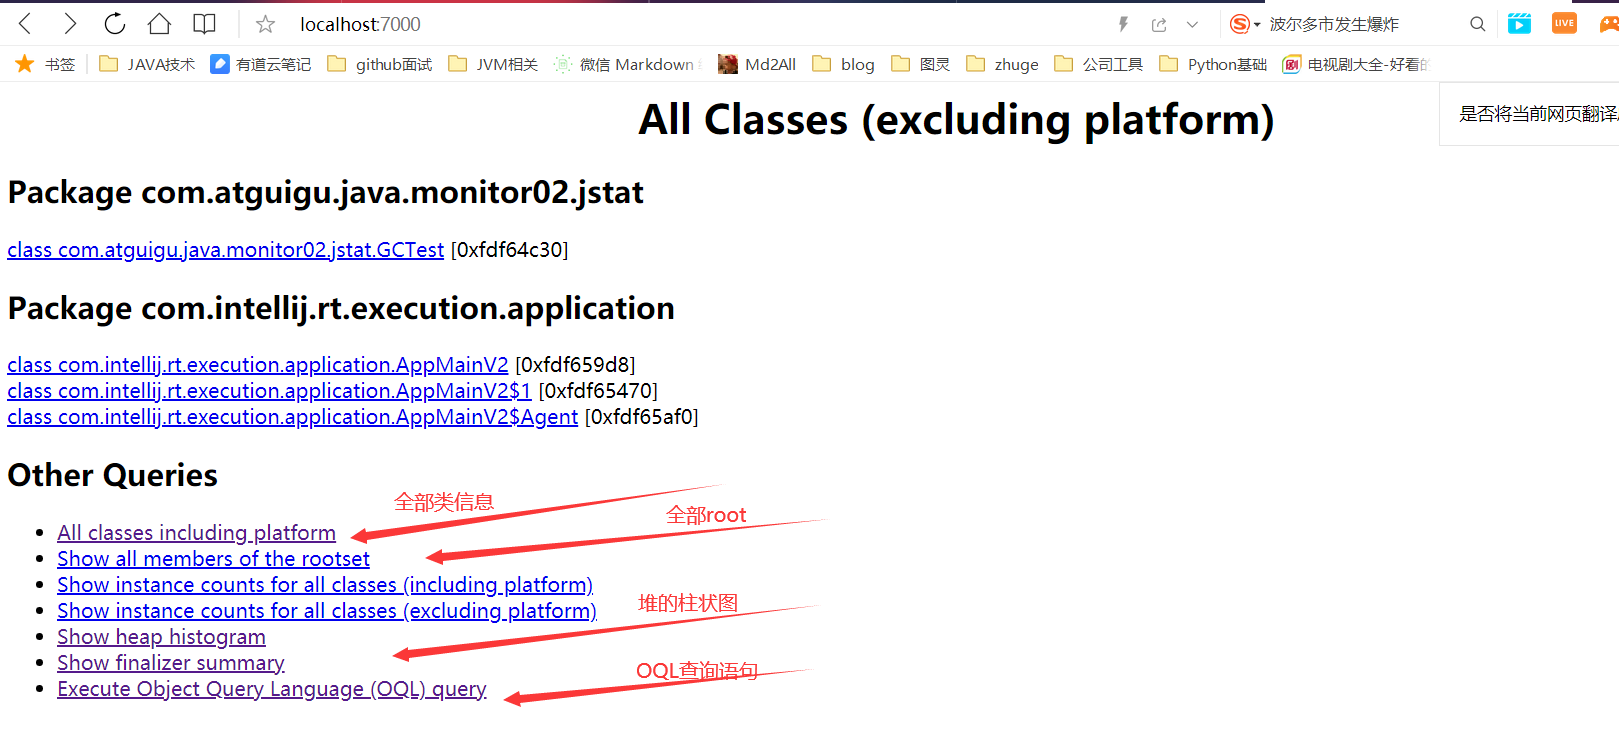 localhost:7000
波尔多市发生爆炸
LIVE
书签
JAVA技术
有道云笔记
github面试
JVM相关
微信 Markdown
Md2All
blog
图灵
zhuge
公司工具
Python基础
电视剧大全-好看的
All Classes (excluding platform)
是否将当前网页翻译
Package com.atguigu.java.monitor02.jstat
class com.atguigu.java.monitor02.jstat.GCTest [0xfdf64c30]
Package com.intellij.rt.execution.application
class com.intellij.rt.execution.application.AppMainV2 [0xfdf659d8]
class com.intellij.rt.execution.application.AppMainV2$1 [0xfdf65470]
class com.intellij.rt.execution.application.AppMainV2$Agent [0xfdf65af0]
Other Queries
全部类信息
All classes including platform
全部root
Show all members of the rootset
Show instance counts for all classes (including platform)
Show instance counts for all classes (excluding platform)
堆的柱状图
Show heap histogram
Show finalizer summary
OQL查询语句
Execute Object Query Language (OQL) query